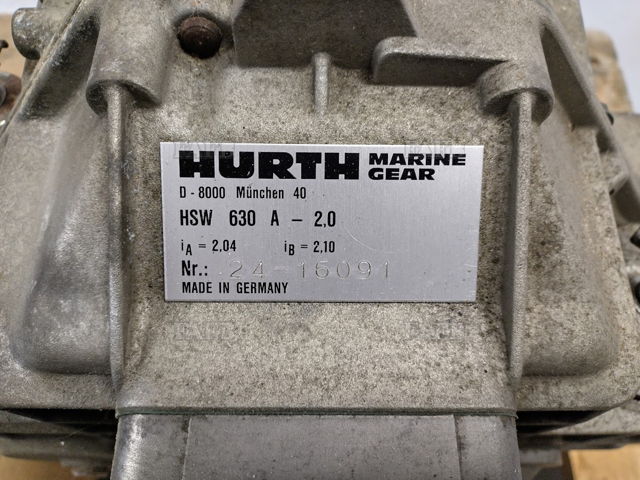 HURTH MARINE GEAR
D - 8000 München 40
HSW 630 A - 2,0
iA = 2,04 iB = 2,10
Nr.: 24-16091
MADE IN GERMANY